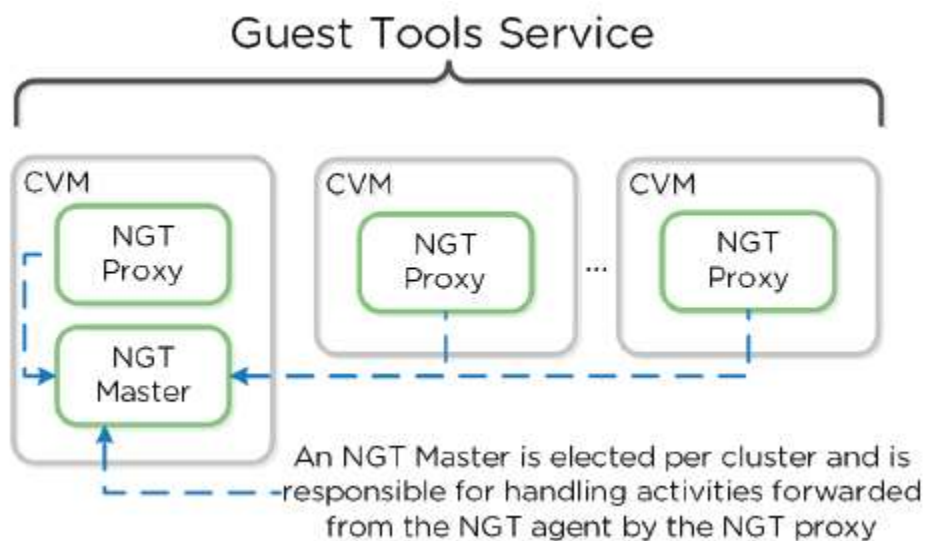 Guest Tools Service
CVM
NGT
Proxy
NGT
Master
CVM
NGT
Proxy
...
CVM
NGT
Proxy
An NGT Master is elected per cluster and is
responsible for handling activities forwarded
from the NGT agent by the NGT proxy